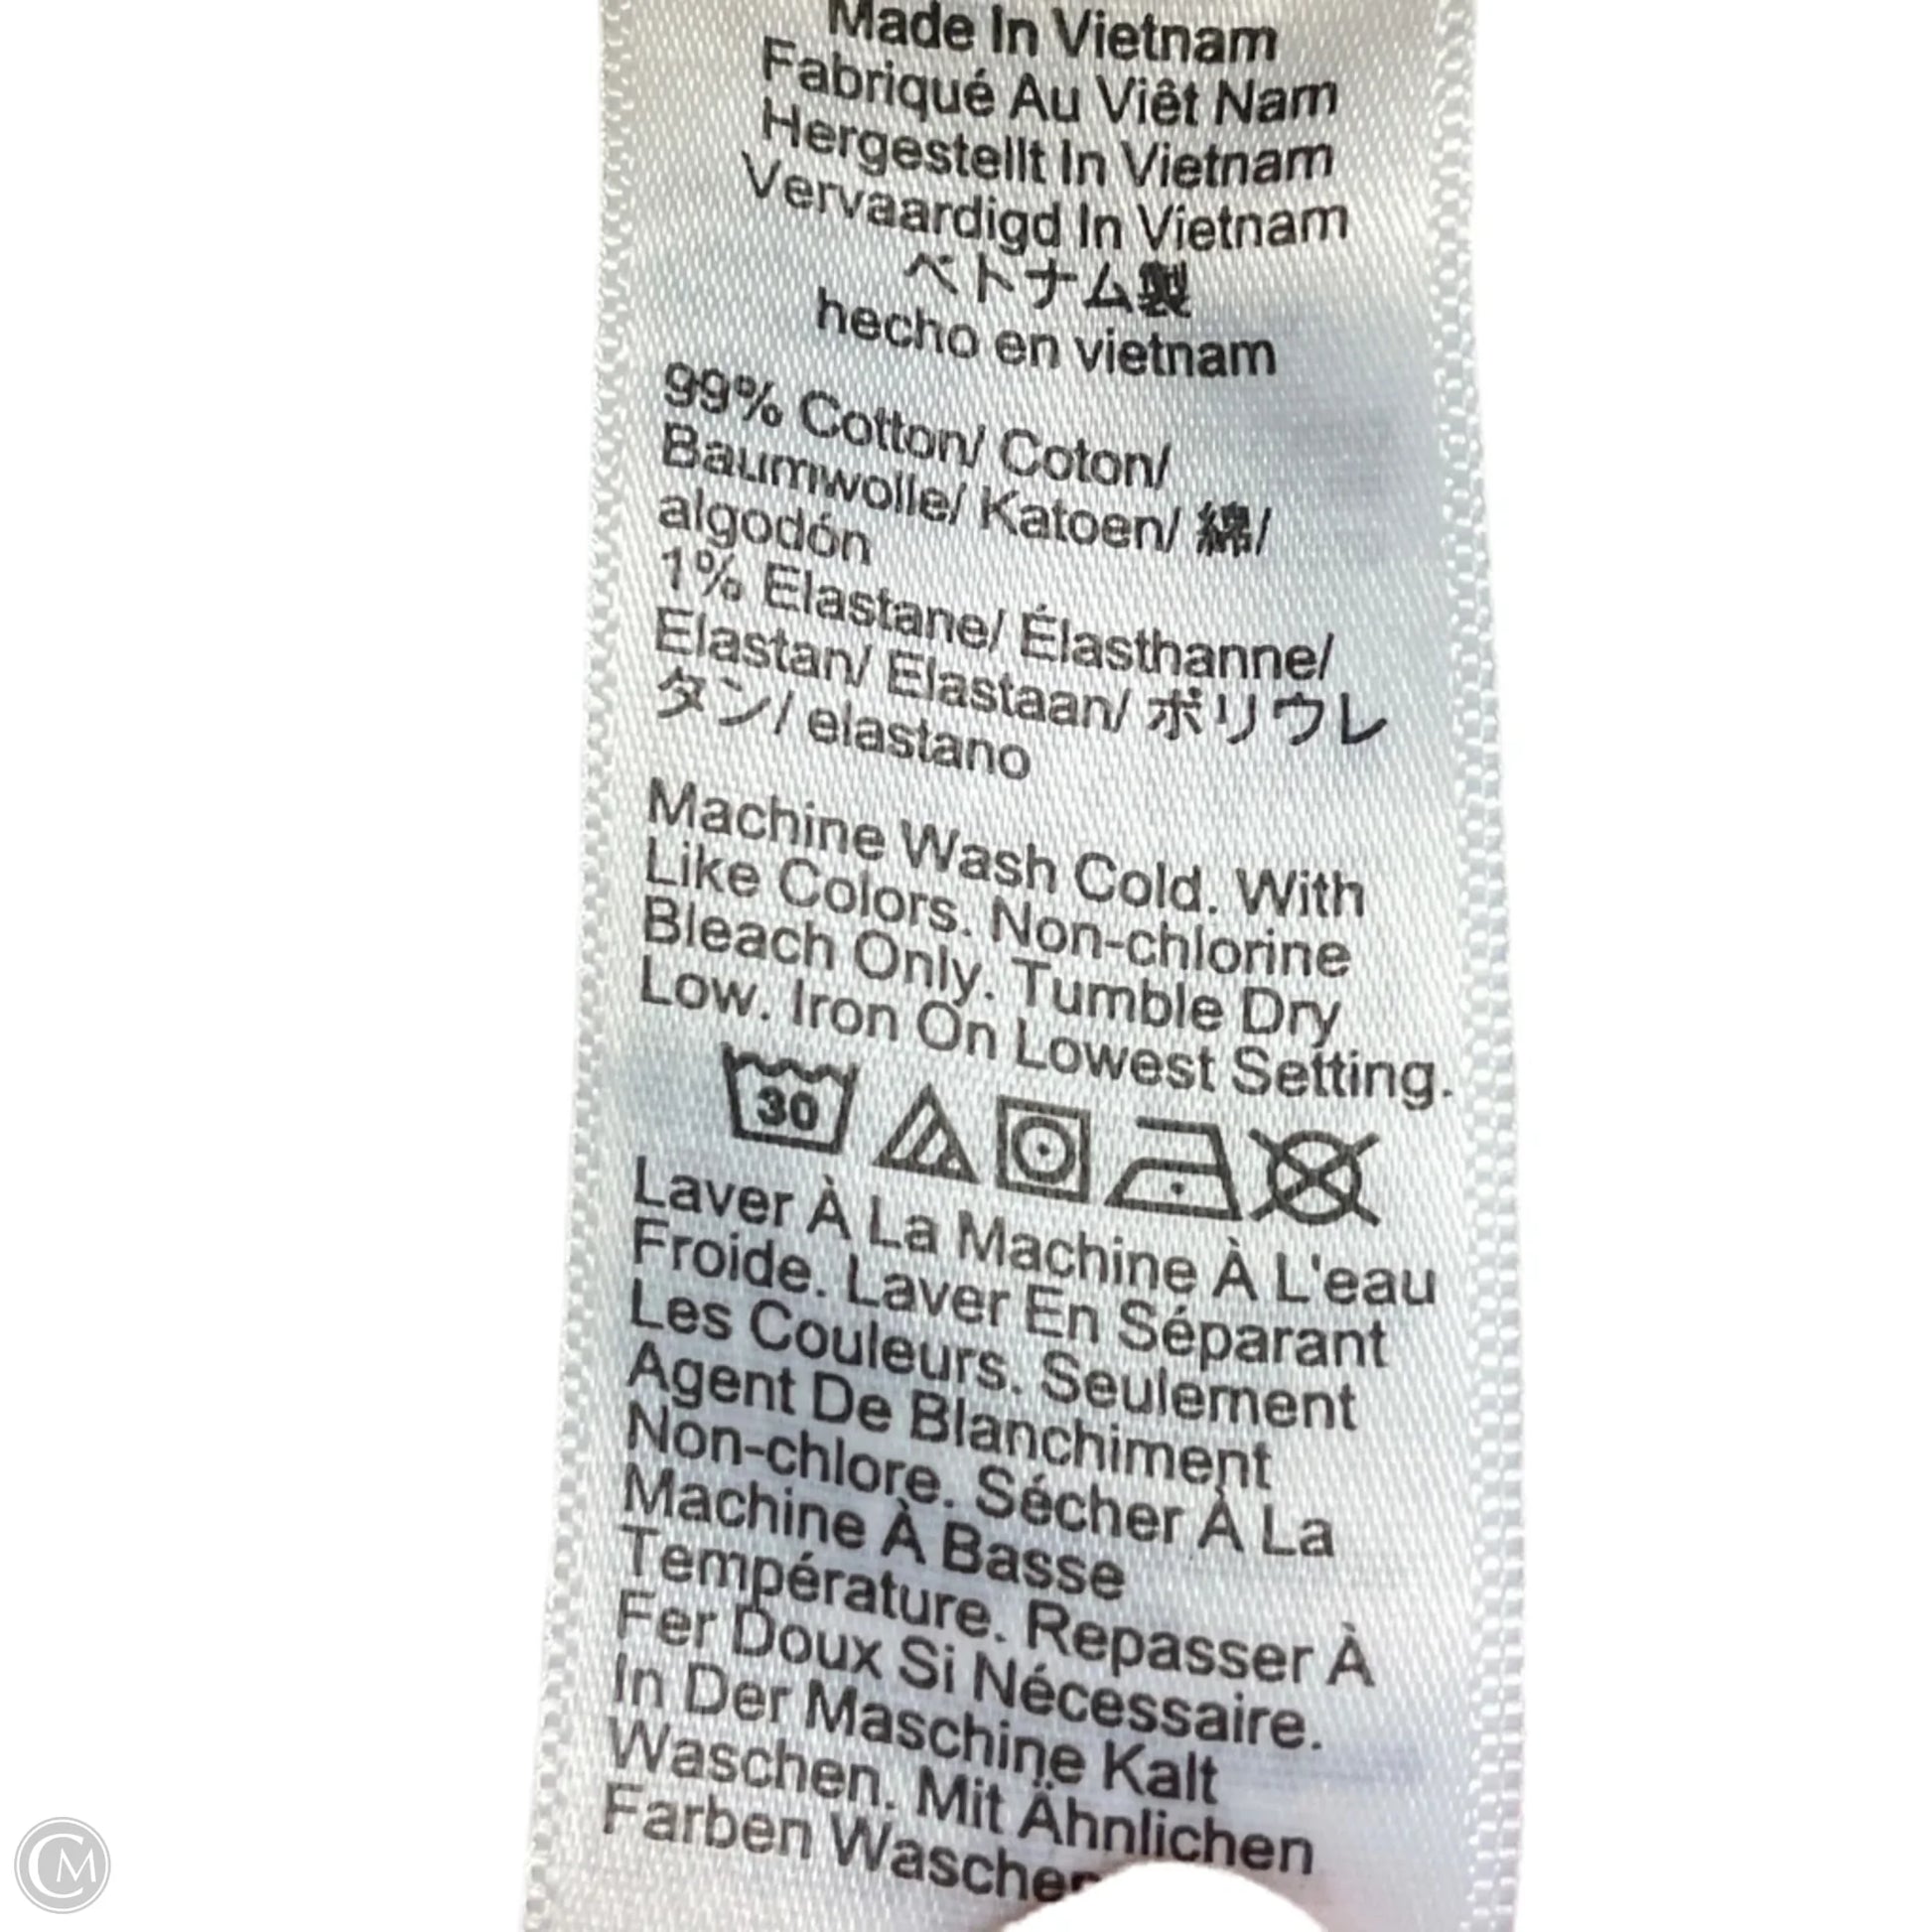 Made In Vietnam
Fabriqué Au Viêt Nam
Hergestellt In Vietnam
Vervaardigd In Vietnam
ベトナム製
hecho en vietnam
99% Cotton/ Coton/
Baumwolle/ Katoen/ 綿/
algodón
1% Elastane/ Élasthanne/
Elastan/ Elastaan/ ポリウレ
タン/ elastano
Machine Wash Cold. With
Like Colors. Non-chlorine
Bleach Only. Tumble Dry
Low. Iron On Lowest Setting.
30
Laver À La Machine À L'eau
Froide. Laver En Séparant
Les Couleurs. Seulement
Agent De Blanchiment
Non-chlore. Sécher À La
Machine À Basse
Température. Repasser À
Fer Doux Si Nécessaire.
In Der Maschine Kalt
Waschen. Mit Ähnlichen
Farben
CM